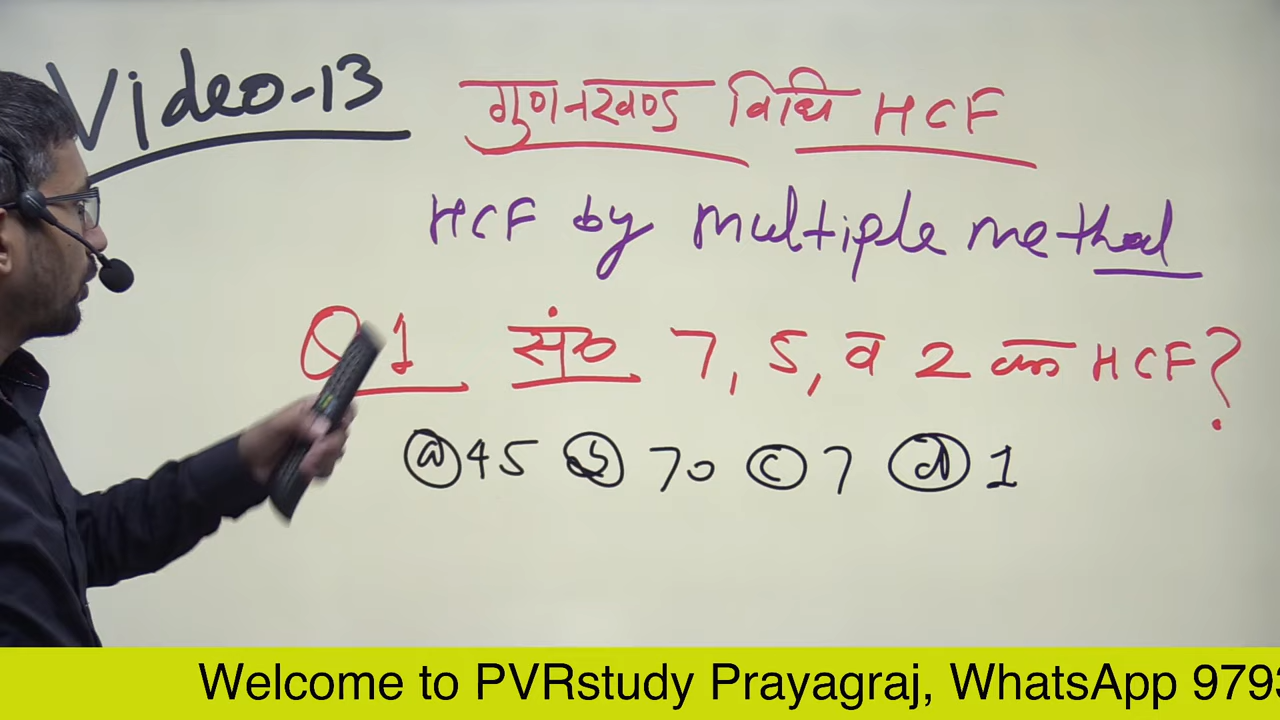 Video-13
गुणनखण्ड विधि HCF
HCF by multiple method
Q1 सं० 7, 5, व 2 का HCF?
(a) 45 (b) 70 (c) 7 (d) 1
Welcome to PVRstudy Prayagraj, WhatsApp 979